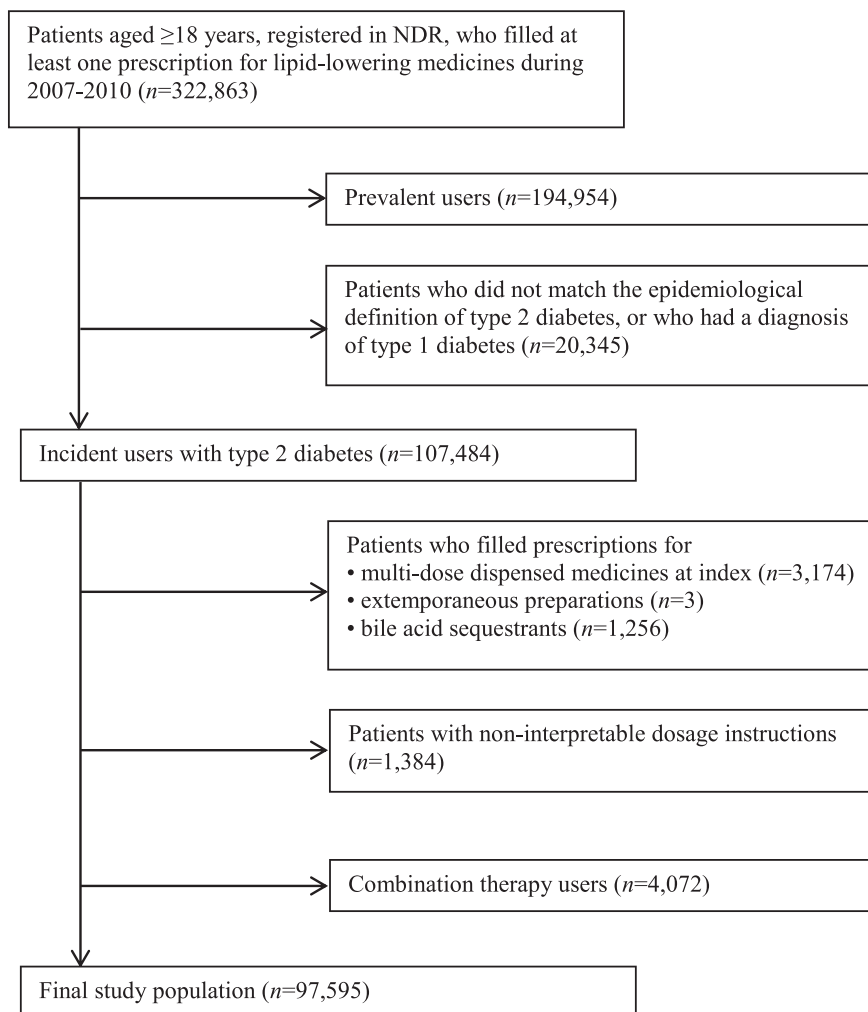 Patients aged ≥18 years, registered in NDR, who filled at
least one prescription for lipid-lowering medicines during
2007-2010 (n=322,863)
Prevalent users (n=194,954)
Patients who did not match the epidemiological
definition of type 2 diabetes, or who had a diagnosis
of type 1 diabetes (n=20,345)
Incident users with type 2 diabetes (n=107,484)
Patients who filled prescriptions for
• multi-dose dispensed medicines at index (n=3,174)
• extemporaneous preparations (n=3)
• bile acid sequestrants (n=1,256)
Patients with non-interpretable dosage instructions
(n=1,384)
Combination therapy users (n=4,072)
Final study population (n=97,595)